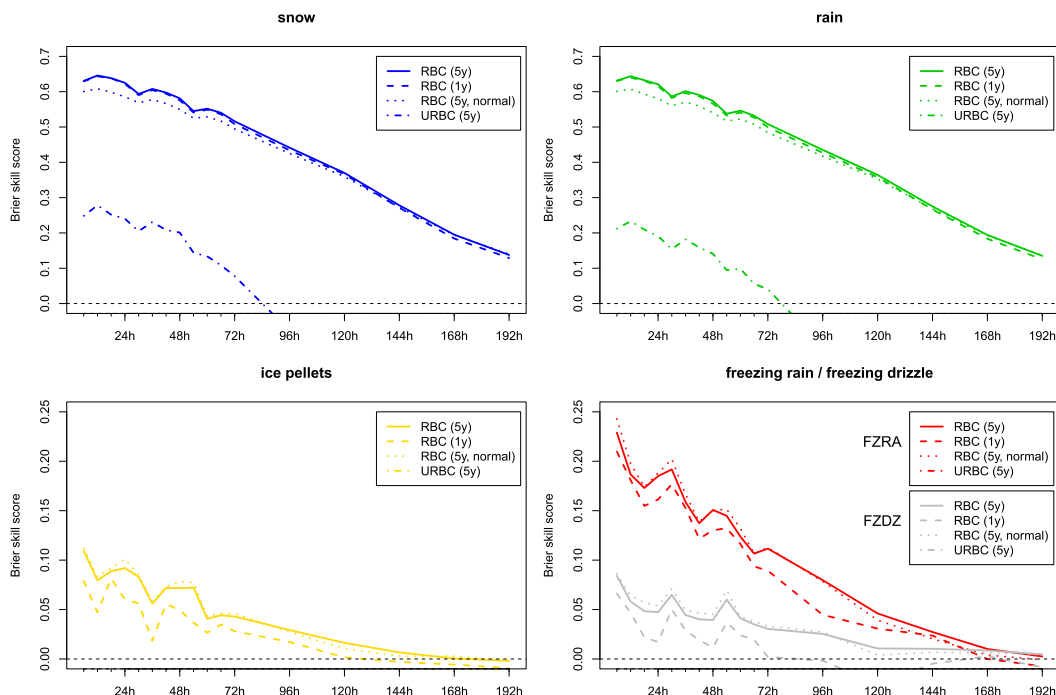 snow
Brier skill score
0.0 0.1 0.2 0.3 0.4 0.5 0.6 0.7
24h 48h 72h 96h 120h 144h 168h 192h
RBC (5y)
RBC (1y)
RBC (5y, normal)
URBC (5y)
rain
Brier skill score
0.0 0.1 0.2 0.3 0.4 0.5 0.6 0.7
24h 48h 72h 96h 120h 144h 168h 192h
RBC (5y)
RBC (1y)
RBC (5y, normal)
URBC (5y)
ice pellets
Brier skill score
0.00 0.05 0.10 0.15 0.20 0.25
24h 48h 72h 96h 120h 144h 168h 192h
RBC (5y)
RBC (1y)
RBC (5y, normal)
URBC (5y)
freezing rain / freezing drizzle
Brier skill score
0.00 0.05 0.10 0.15 0.20 0.25
24h 48h 72h 96h 120h 144h 168h 192h
FZRA
RBC (5y)
RBC (1y)
RBC (5y, normal)
URBC (5y)
FZDZ
RBC (5y)
RBC (1y)
RBC (5y, normal)
URBC (5y)